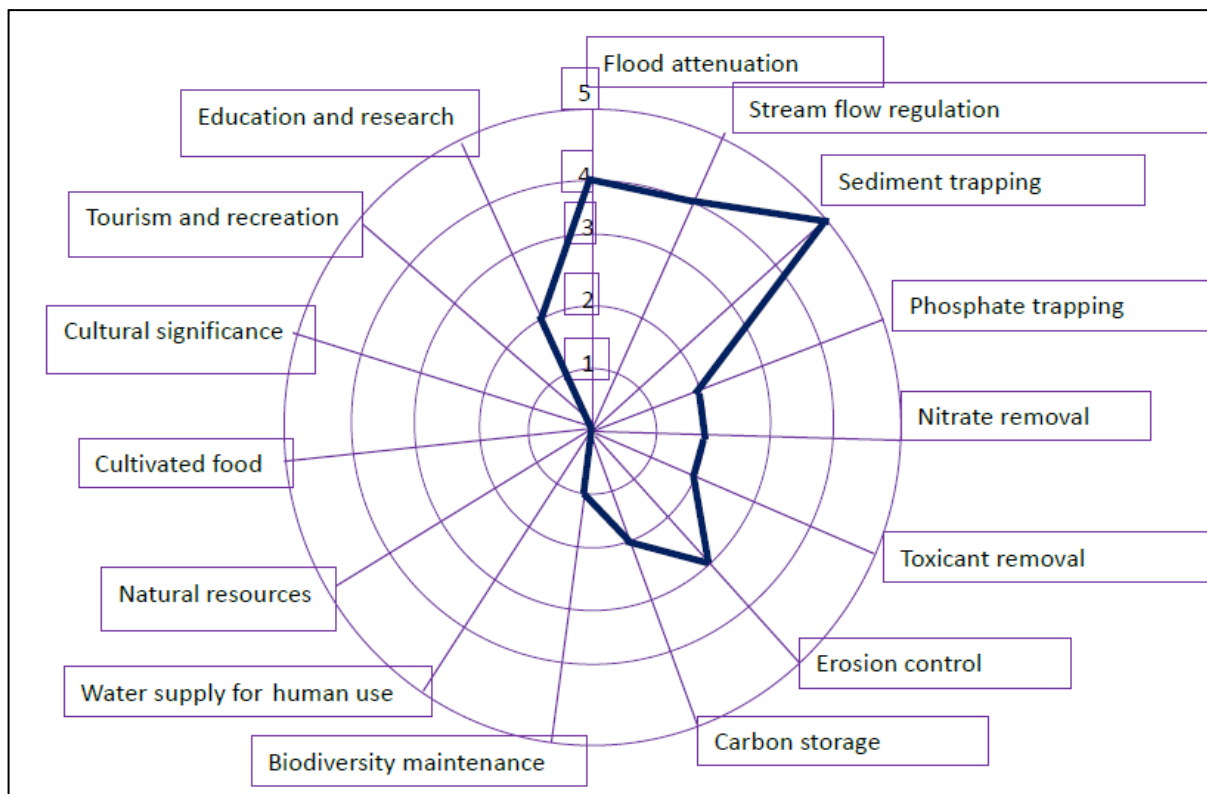 Flood attenuation
5
Stream flow regulation
Education and research
4
Sediment trapping
Tourism and recreation
3
2
Phosphate trapping
Cultural significance
1
Nitrate removal
Cultivated food
Toxicant removal
Natural resources
Erosion control
Water supply for human use
Carbon storage
Biodiversity maintenance